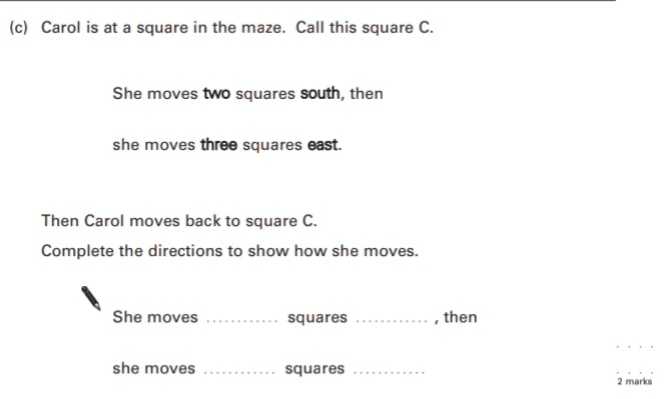 (c) Carol is at a square in the maze. Call this square C.
She moves two squares south, then
she moves three squares east.
Then Carol moves back to square C.
Complete the directions to show how she moves.
She moves ............ squares ............ , then
she moves ............ squares ............
2 marks